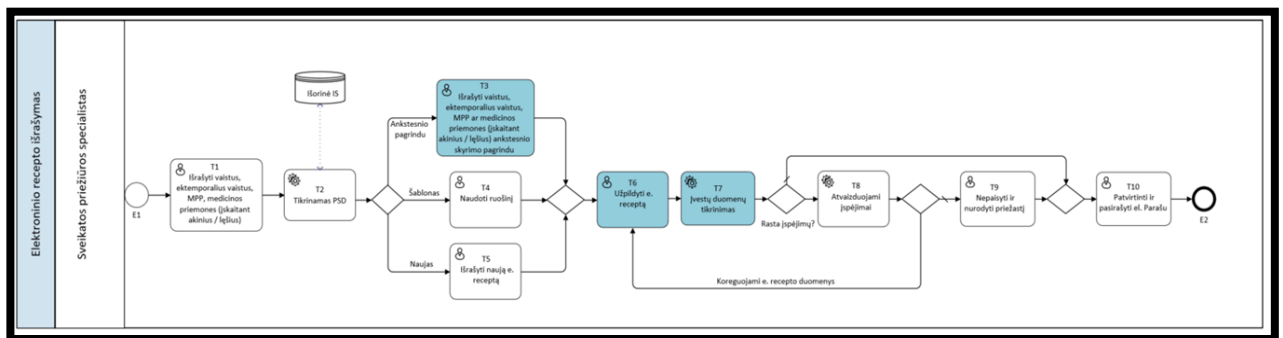 Elektroninio recepto išrašymas
Sveikatos priežiūros specialistas
E1
T1
Išrašyti vaistus,
ektemporalius vaistus,
MPP, medicinos
priemones (įskaitant
akinius / lęšius)
Išorinė IS
T2
Tikrinamas PSD
Ankstesnio
pagrindu
Šablonas
Naujas
T3
Išrašyti vaistus,
ektemporalius vaistus,
MPP ar medicinos
priemones (įskaitant
akinius / lęšius) ankstesnio
skyrimo pagrindu
T4
Naudoti ruošinį
T5
Išrašyti naują e.
receptą
T6
Užpildyti e.
receptą
T7
Įvestų duomenų
tikrinimas
Rasta įspėjimų?
T8
Atvaizduojami
įspėjimai
Koreguojami e. recepto duomenys
T9
Nepaisyti ir
nurodyti priežastį
T10
Patvirtinti ir
pasirašyti el. Parašu
E2